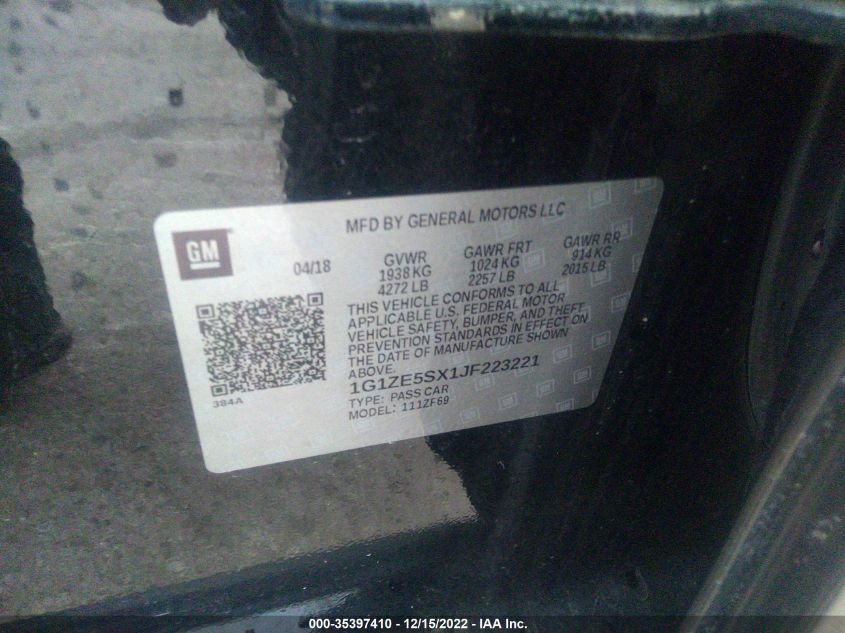 MFD BY GENERAL MOTORS LLC
GM
04/18
GVWR
1938 KG
4272 LB
GAWR FRT
1024 KG
2257 LB
GAWR RR
914 KG
2015 LB
THIS VEHICLE CONFORMS TO ALL
APPLICABLE U.S. FEDERAL MOTOR
VEHICLE SAFETY, BUMPER, AND THEFT
PREVENTION STANDARDS IN EFFECT ON
THE DATE OF MANUFACTURE SHOWN
ABOVE.
384A
1G1ZE5SX1JF223221
TYPE: PASS CAR
MODEL: 111ZF69
000-35397410 - 12/15/2022 - IAA Inc.